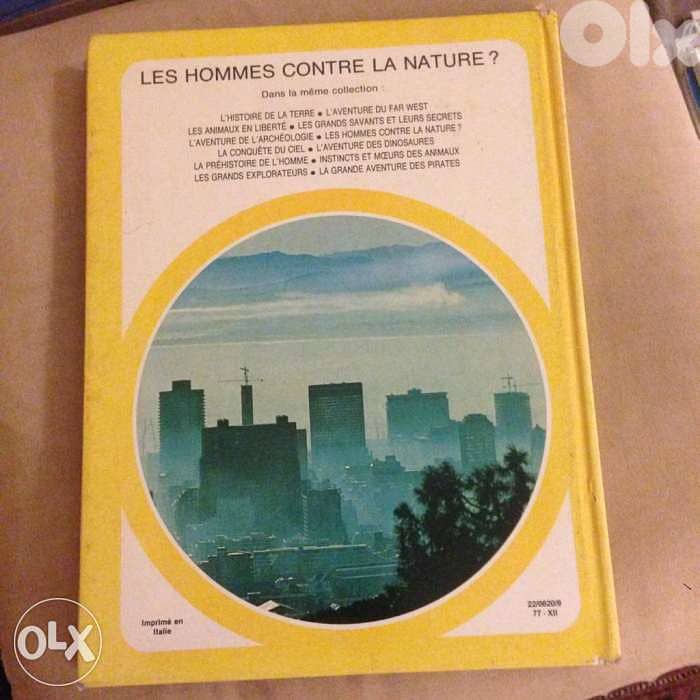 OLX
LES HOMMES CONTRE LA NATURE ?
Dans la même collection :
L'HISTOIRE DE LA TERRE • L'AVENTURE DU FAR WEST
LES ANIMAUX EN LIBERTÉ • LES GRANDS SAVANTS ET LEURS SECRETS
L'AVENTURE DE L'ARCHÉOLOGIE • LES HOMMES CONTRE LA NATURE ?
LA CONQUÊTE DU CIEL • L'AVENTURE DES DINOSAURES
LA PRÉHISTOIRE DE L'HOMME • INSTINCTS ET MŒURS DES ANIMAUX
LES GRANDS EXPLORATEURS • LA GRANDE AVENTURE DES PIRATES
Imprimé en
Italie
22/0620/6
77 - XII
OLX